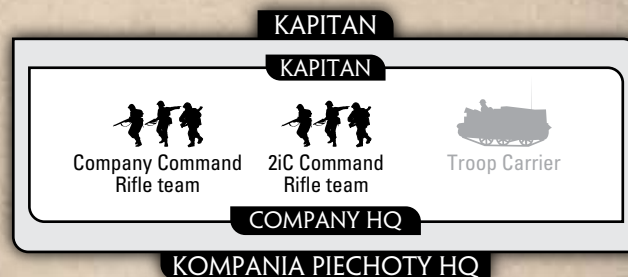 KAPITAN
KAPITAN
Company Command
Rifle team
2iC Command
Rifle team
Troop Carrier
COMPANY HQ
KOMPANIA PIECHOTY HQ